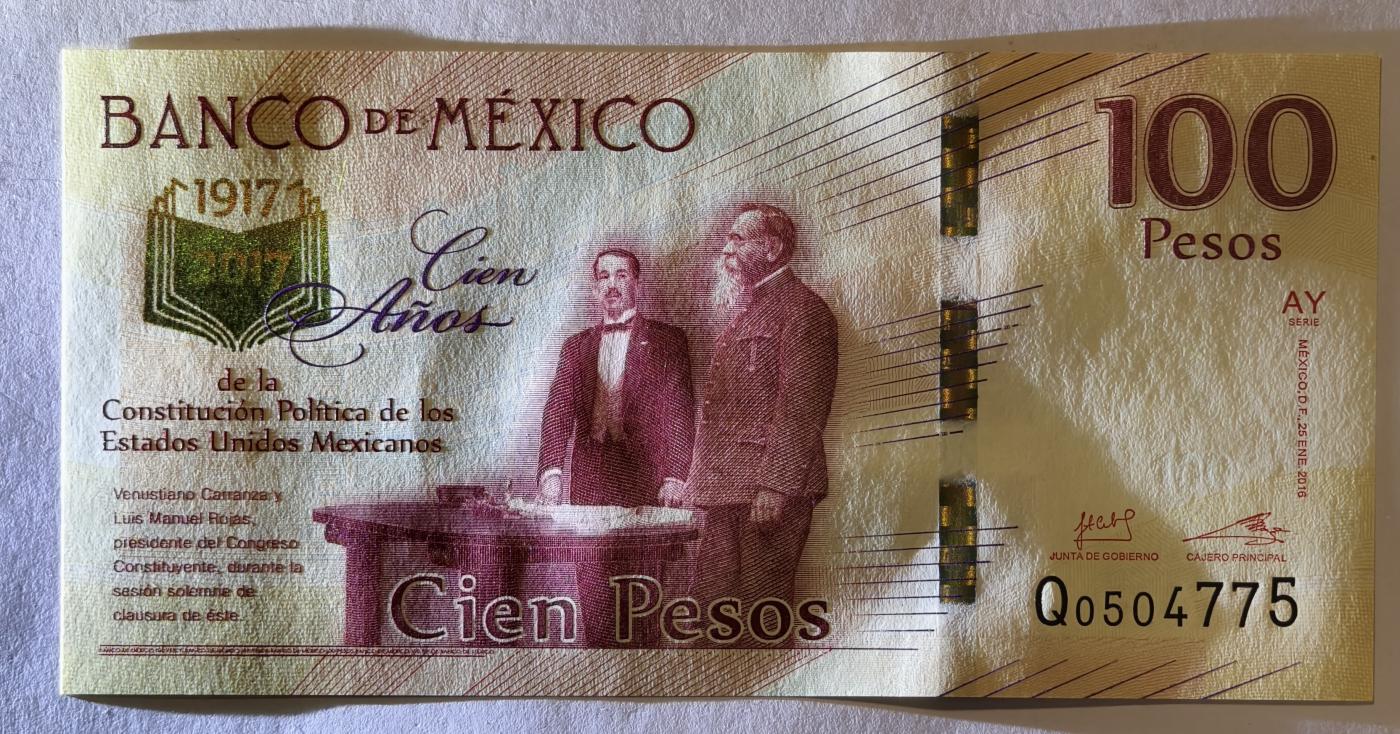 BANCO DE MÉXICO
1917
2017
Cien
Años
de la
Constitución Política de los
Estados Unidos Mexicanos
Venustiano Carranza y
Luis Manuel Rojas,
presidente del Congreso
Constituyente, durante la
sesión solemne de
clausura de éste.
Cien Pesos
100
Pesos
AY
SERIE
MÉXICO, D.F., 25 ENE. 2016
JUNTA DE GOBIERNO CAJERO PRINCIPAL
Q0504775